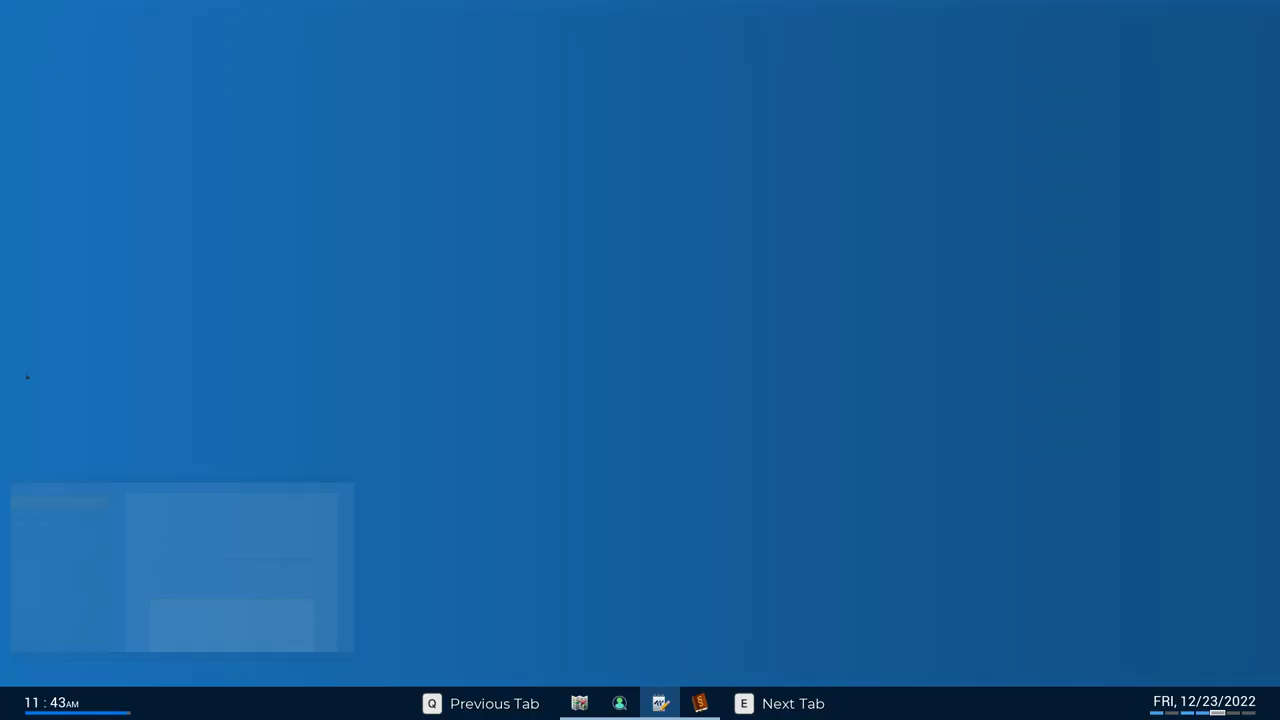 11 : 43AM
Q Previous Tab
E Next Tab
FRI, 12/23/2022